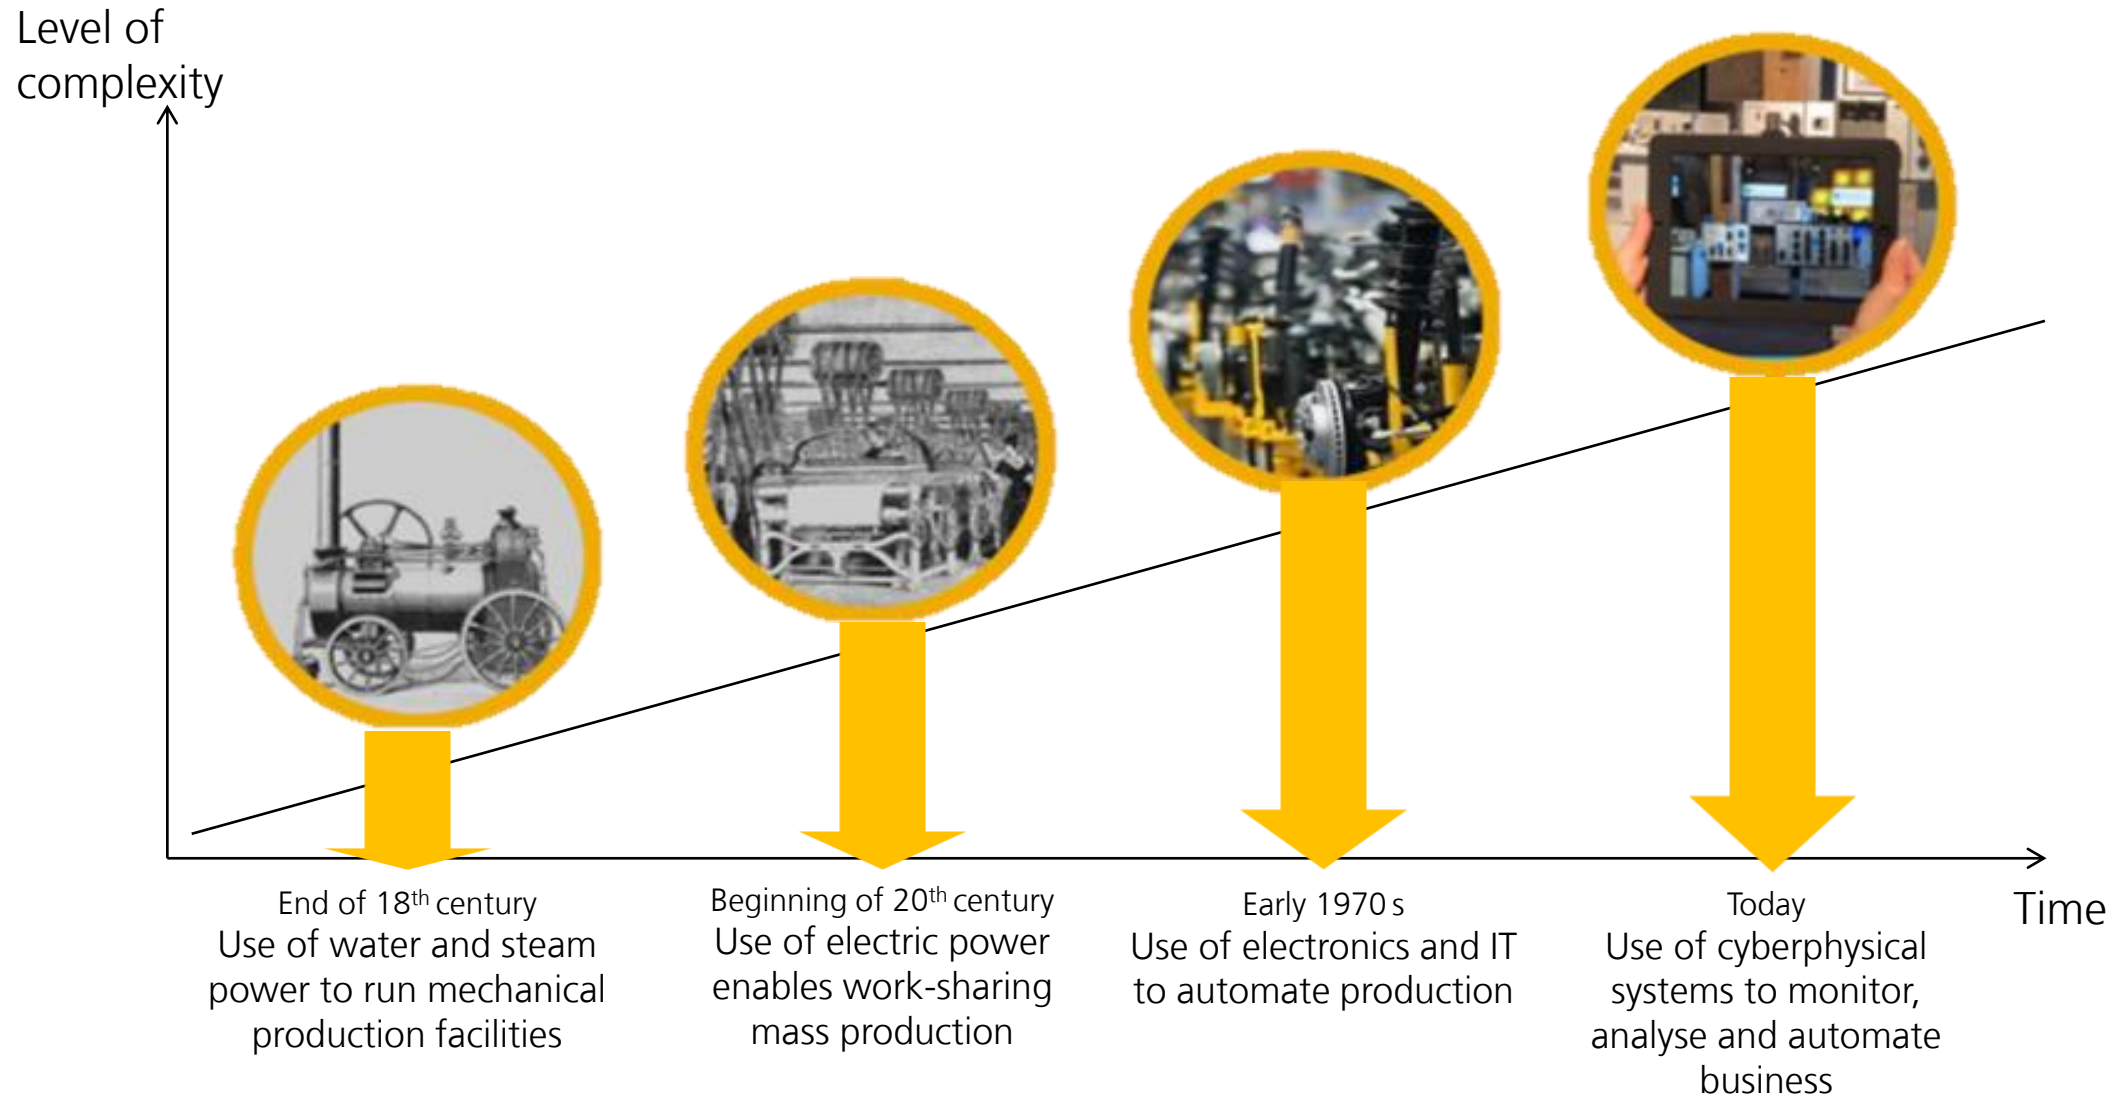 Level of
complexity
End of 18th century
Use of water and steam
power to run mechanical
production facilities
Beginning of 20th century
Use of electric power
enables work-sharing
mass production
Early 1970 s
Use of electronics and IT
to automate production
Today
Use of cyberphysical
systems to monitor,
analyse and automate
business
Time